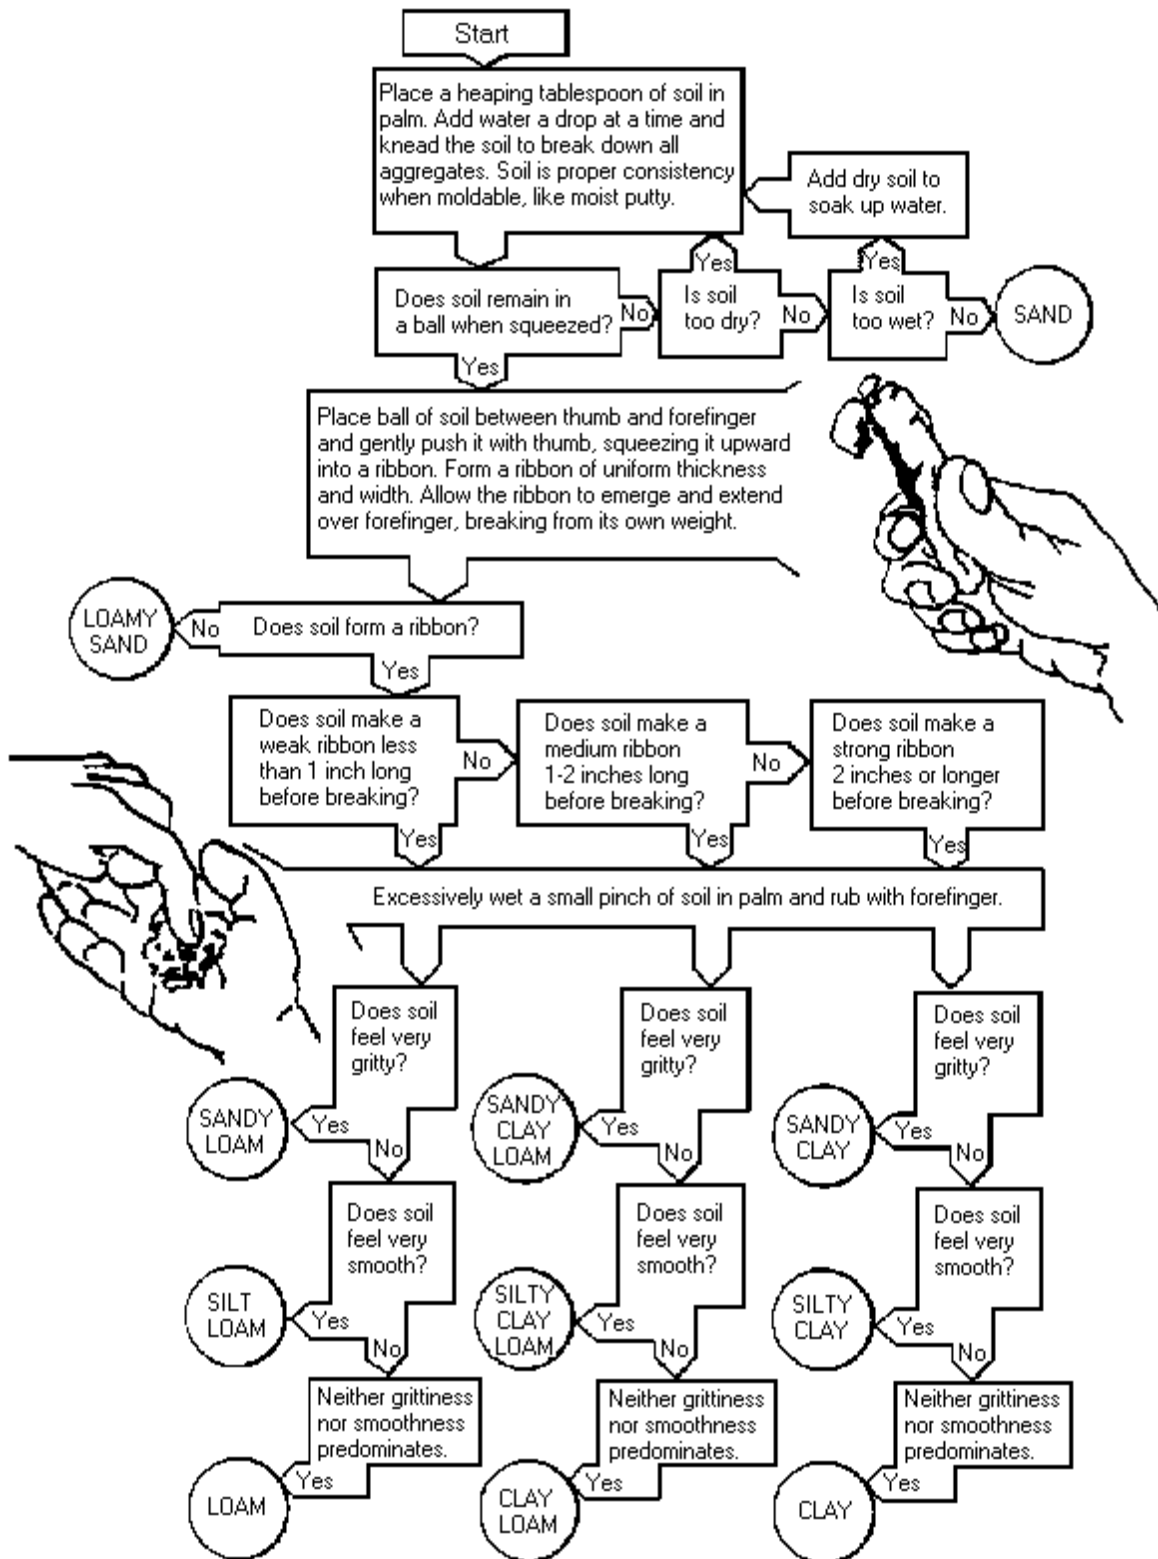 Start
Place a heaping tablespoon of soil in
palm. Add water a drop at a time and
knead the soil to break down all
aggregates. Soil is proper consistency
when moldable, like moist putty.
Add dry soil to
soak up water.
Yes
Yes
Does soil remain in
a ball when squeezed?
No
Is soil
too dry?
No
Is soil
too wet?
No
SAND
Yes
Place ball of soil between thumb and forefinger
and gently push it with thumb, squeezing it upward
into a ribbon. Form a ribbon of uniform thickness
and width. Allow the ribbon to emerge and extend
over forefinger, breaking from its own weight.
LOAMY
SAND
No
Does soil form a ribbon?
Yes
Does soil make a
weak ribbon less
than 1 inch long
before breaking?
No
Does soil make a
medium ribbon
1-2 inches long
before breaking?
No
Does soil make a
strong ribbon
2 inches or longer
before breaking?
Yes
Yes
Yes
Excessively wet a small pinch of soil in palm and rub with forefinger.
Does soil
feel very
gritty?
Does soil
feel very
gritty?
Does soil
feel very
gritty?
SANDY
LOAM
Yes
No
SANDY
CLAY
LOAM
Yes
No
SANDY
CLAY
Yes
No
Does soil
feel very
smooth?
Does soil
feel very
smooth?
Does soil
feel very
smooth?
SILT
LOAM
Yes
No
SILTY
CLAY
LOAM
Yes
No
SILTY
CLAY
Yes
No
Neither grittiness
nor smoothness
predominates.
Neither grittiness
nor smoothness
predominates.
Neither grittiness
nor smoothness
predominates.
Yes
LOAM
Yes
CLAY
LOAM
Yes
CLAY